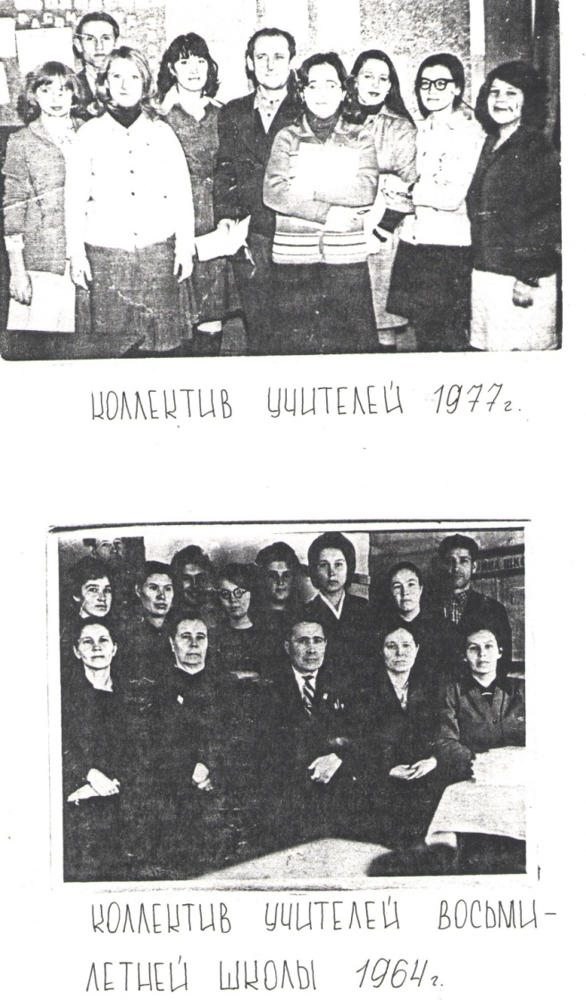 КОЛЛЕКТИВ УЧИТЕЛЕЙ 1977г.
КОЛЛЕКТИВ УЧИТЕЛЕЙ ВОСЬМИ-
ЛЕТНЕЙ ШКОЛЫ 1964г.